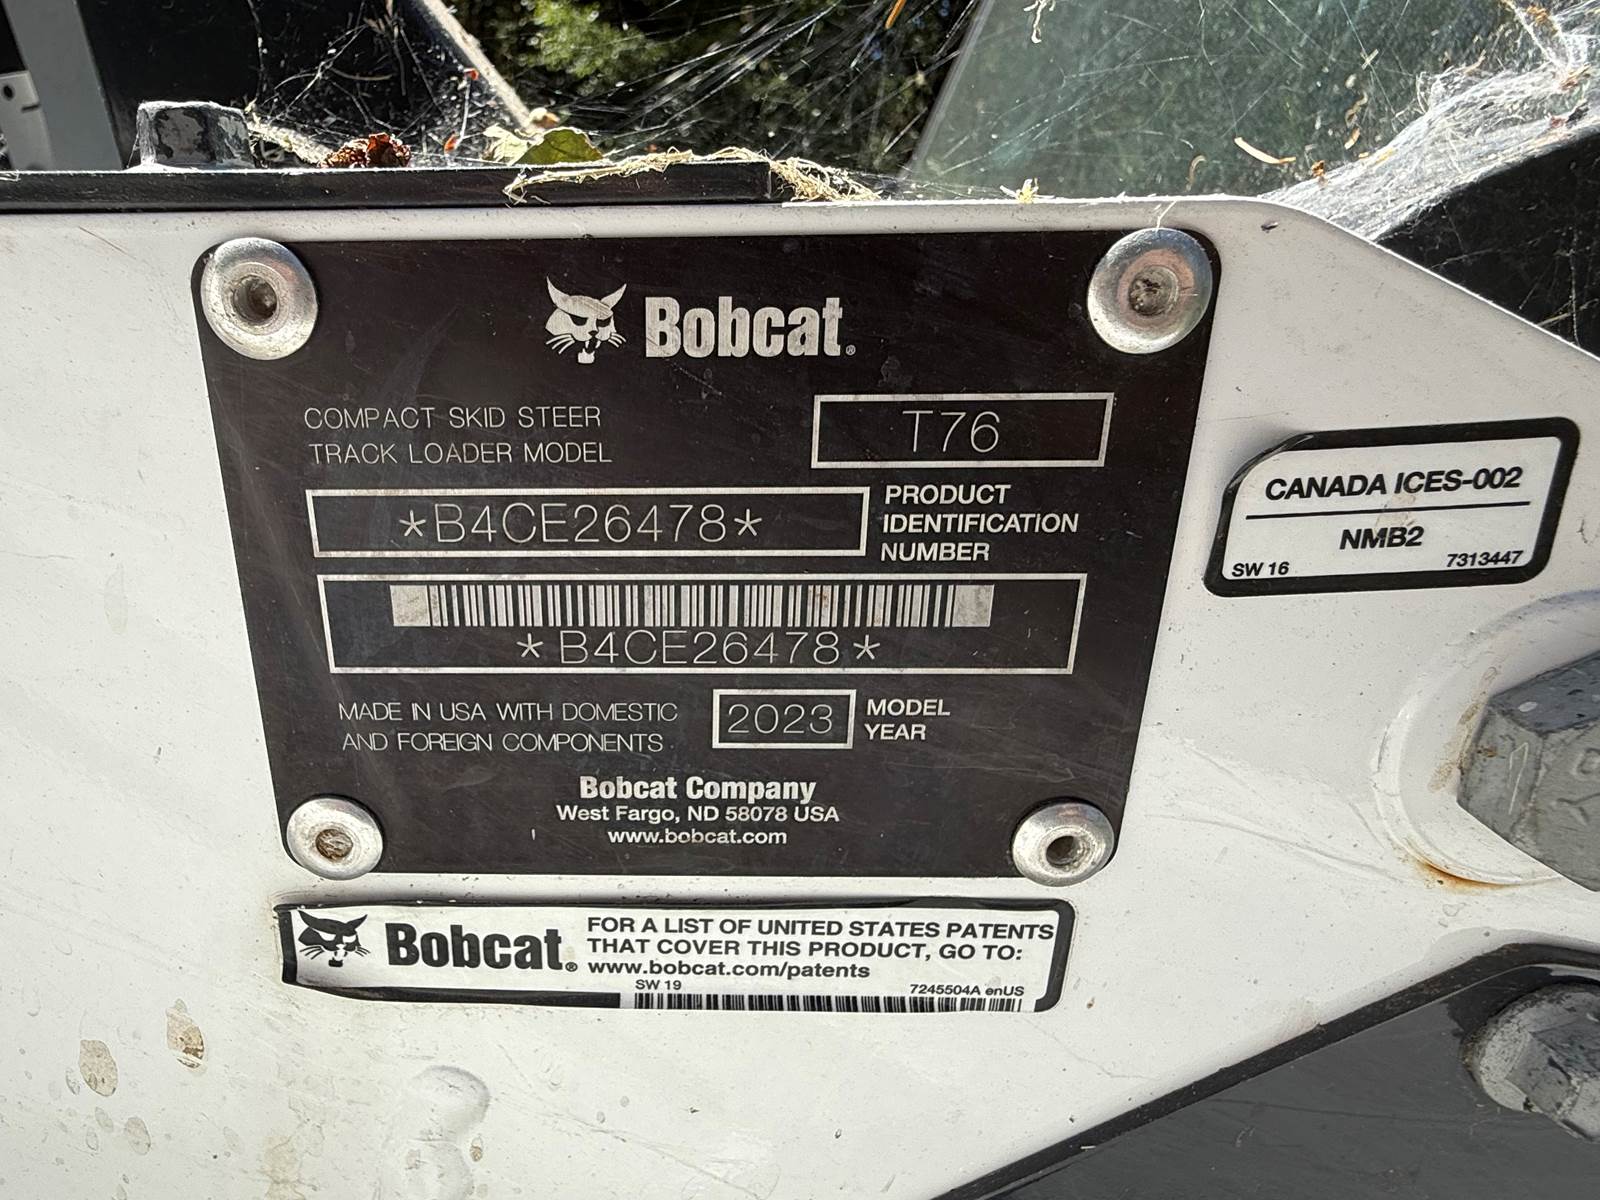 Bobcat®
COMPACT SKID STEER
TRACK LOADER MODEL
T76
*B4CE26478*
PRODUCT
IDENTIFICATION
NUMBER
*B4CE26478*
MADE IN USA WITH DOMESTIC
AND FOREIGN COMPONENTS
2023
MODEL
YEAR
Bobcat Company
West Fargo, ND 58078 USA
www.bobcat.com
CANADA ICES-002
NMB2
SW 16 7313447
Bobcat®
FOR A LIST OF UNITED STATES PATENTS
THAT COVER THIS PRODUCT, GO TO:
www.bobcat.com/patents
SW 19 7245504A enUS